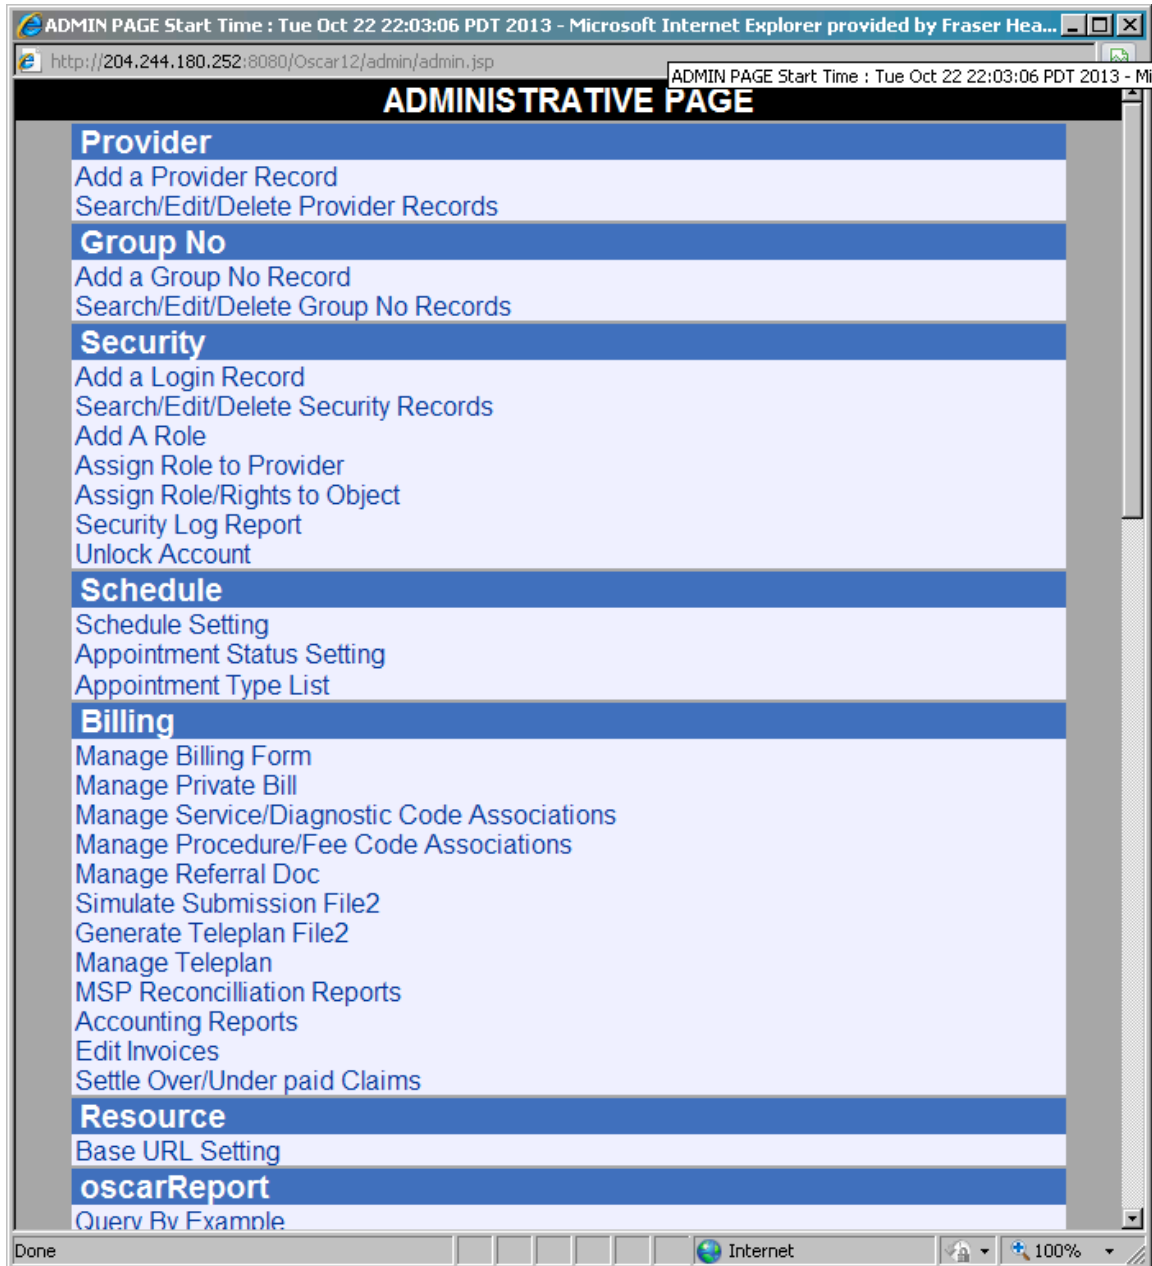 ADMIN PAGE Start Time : Tue Oct 22 22:03:06 PDT 2013 - Microsoft Internet Explorer provided by Fraser Hea...
http://204.244.180.252:8080/Oscar12/admin/admin.jsp
ADMIN PAGE Start Time : Tue Oct 22 22:03:06 PDT 2013 - Mi
ADMINISTRATIVE PAGE
Provider
Add a Provider Record
Search/Edit/Delete Provider Records
Group No
Add a Group No Record
Search/Edit/Delete Group No Records
Security
Add a Login Record
Search/Edit/Delete Security Records
Add A Role
Assign Role to Provider
Assign Role/Rights to Object
Security Log Report
Unlock Account
Schedule
Schedule Setting
Appointment Status Setting
Appointment Type List
Billing
Manage Billing Form
Manage Private Bill
Manage Service/Diagnostic Code Associations
Manage Procedure/Fee Code Associations
Manage Referral Doc
Simulate Submission File2
Generate Teleplan File2
Manage Teleplan
MSP Reconcilliation Reports
Accounting Reports
Edit Invoices
Settle Over/Under paid Claims
Resource
Base URL Setting
oscarReport
Query By Example
Done Internet 100%